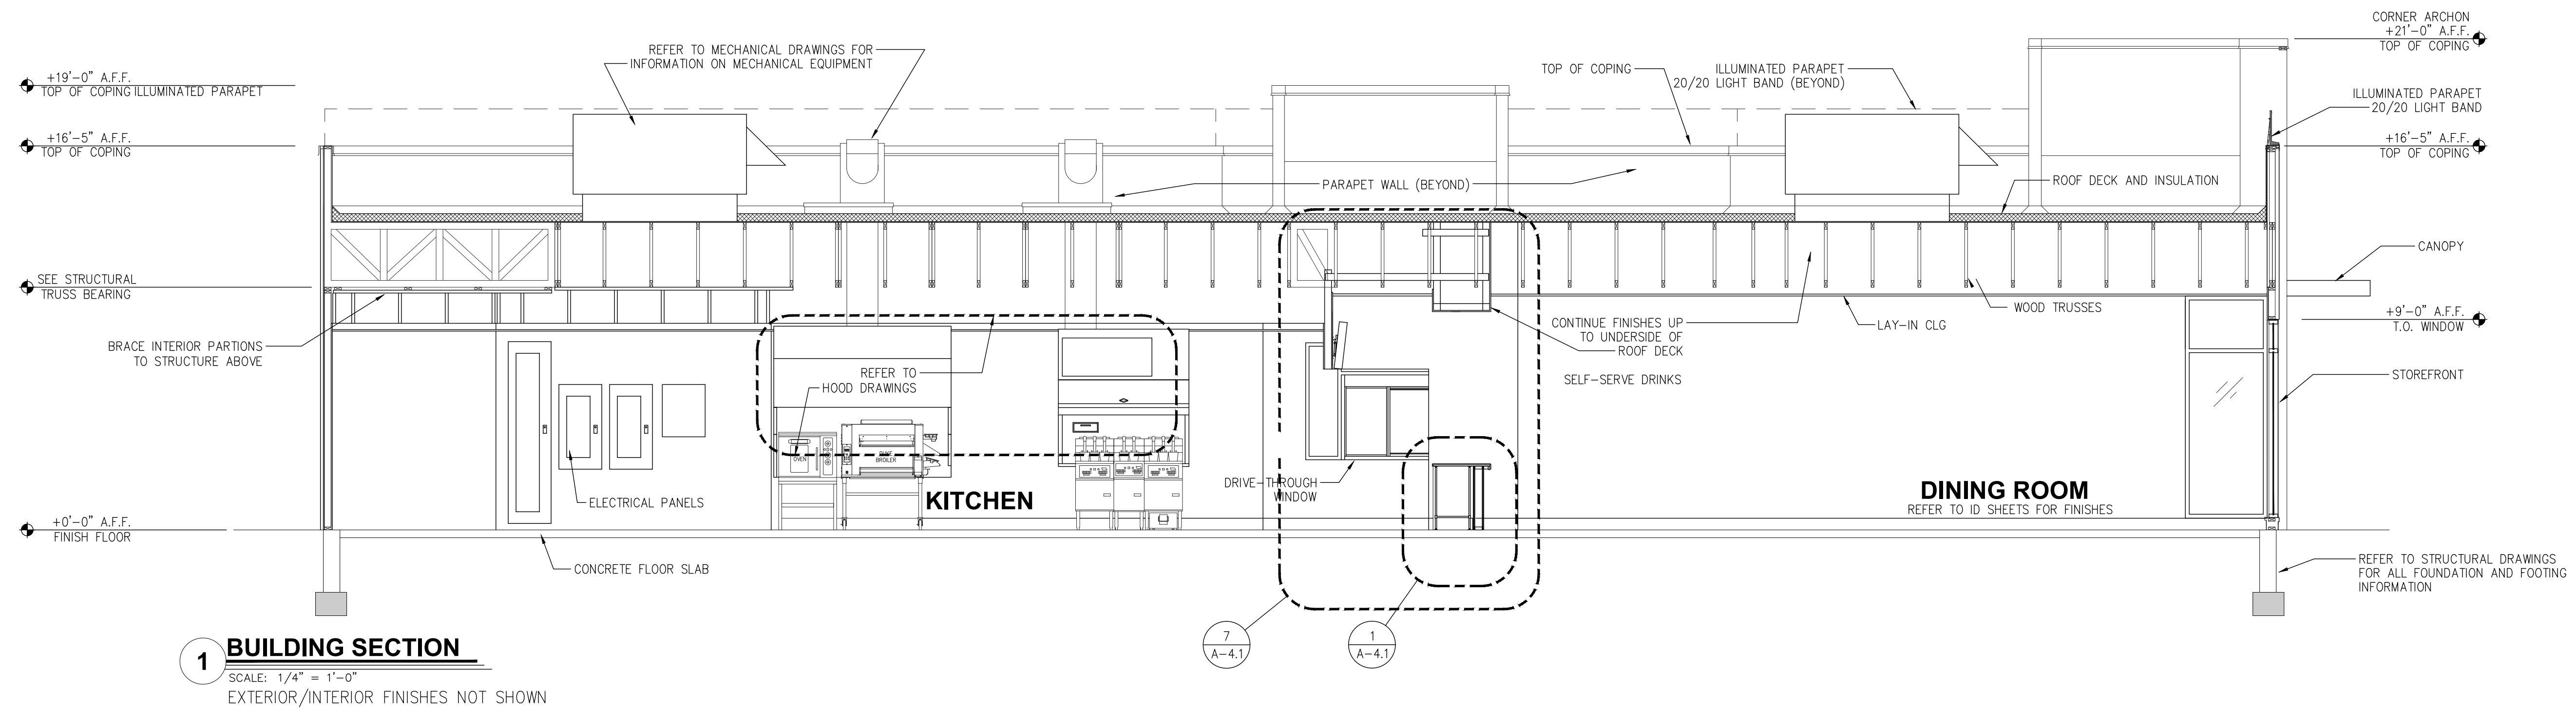 CORNER ARCHON
+21'-0" A.F.F.
TOP OF COPING
REFER TO MECHANICAL DRAWINGS FOR
INFORMATION ON MECHANICAL EQUIPMENT
+19'-0" A.F.F.
TOP OF COPING ILLUMINATED PARAPET
TOP OF COPING
ILLUMINATED PARAPET
20/20 LIGHT BAND (BEYOND)
ILLUMINATED PARAPET
20/20 LIGHT BAND
+16'-5" A.F.F.
TOP OF COPING
+16'-5" A.F.F.
TOP OF COPING
PARAPET WALL (BEYOND)
ROOF DECK AND INSULATION
CANOPY
SEE STRUCTURAL
TRUSS BEARING
WOOD TRUSSES
+9'-0" A.F.F.
T.O. WINDOW
CONTINUE FINISHES UP
TO UNDERSIDE OF
ROOF DECK
LAY-IN CLG
BRACE INTERIOR PARTIONS
TO STRUCTURE ABOVE
REFER TO
HOOD DRAWINGS
SELF-SERVE DRINKS
STOREFRONT
OVEN
BROILER
ELECTRICAL PANELS
KITCHEN
DRIVE-THROUGH
WINDOW
DINING ROOM
REFER TO ID SHEETS FOR FINISHES
+0'-0" A.F.F.
FINISH FLOOR
CONCRETE FLOOR SLAB
REFER TO STRUCTURAL DRAWINGS
FOR ALL FOUNDATION AND FOOTING
INFORMATION
7
A-4.1
1
A-4.1
1
BUILDING SECTION
SCALE: 1/4" = 1'-0"
EXTERIOR/INTERIOR FINISHES NOT SHOWN